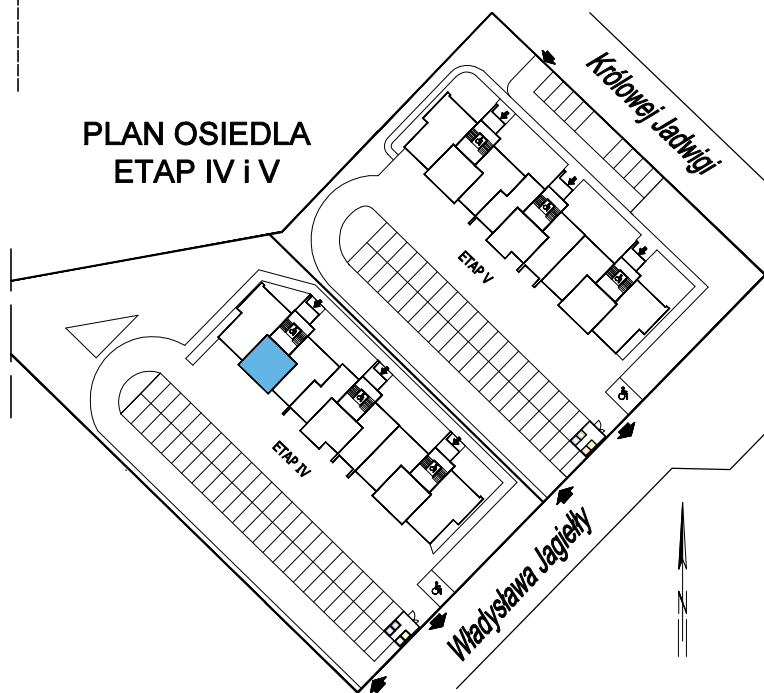 PLAN OSIEDLA
ETAP IV i V
Królowej Jadwigi
ETAP V
ETAP IV
Władysława Jagiełły
N